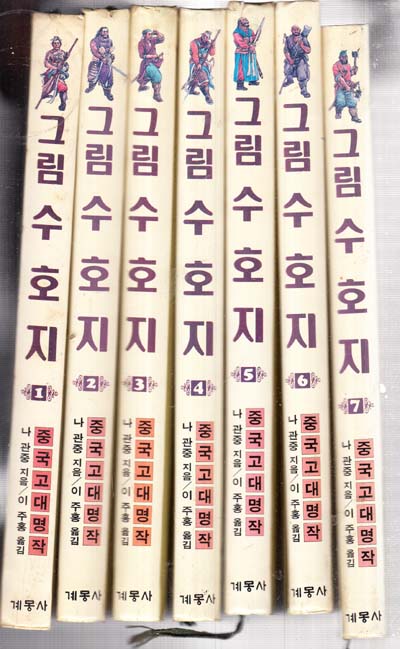 그림 수호지
1
중국고대명작
나 관중 지음/이 주홍 옮김
계몽사
그림 수호지
2
중국고대명작
나 관중 지음/이 주홍 옮김
계몽사
그림 수호지
3
중국고대명작
나 관중 지음/이 주홍 옮김
계몽사
그림 수호지
4
중국고대명작
나 관중 지음/이 주홍 옮김
계몽사
그림 수호지
5
중국고대명작
나 관중 지음/이 주홍 옮김
계몽사
그림 수호지
6
중국고대명작
나 관중 지음/이 주홍 옮김
계몽사
그림 수호지
7
중국고대명작
나 관중 지음/이 주홍 옮김
계몽사